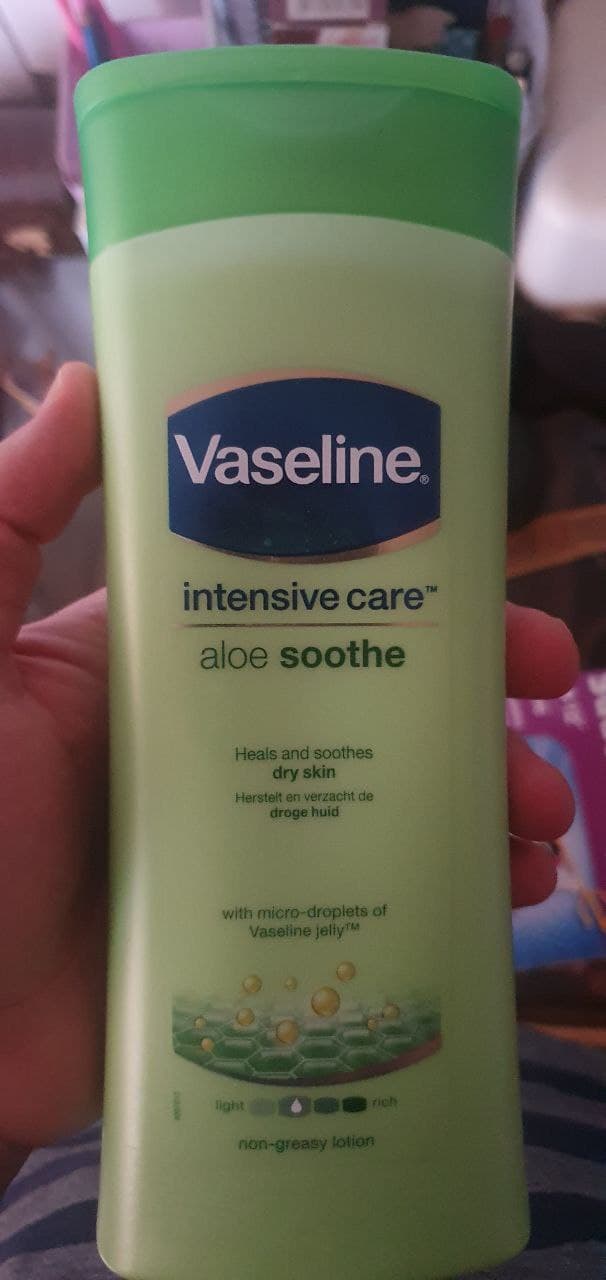 Vaseline®
intensive care™
aloe soothe
Heals and soothes
dry skin
Herstelt en verzacht de
droge huid
with micro-droplets of
Vaseline jelly™
light rich
non-greasy lotion